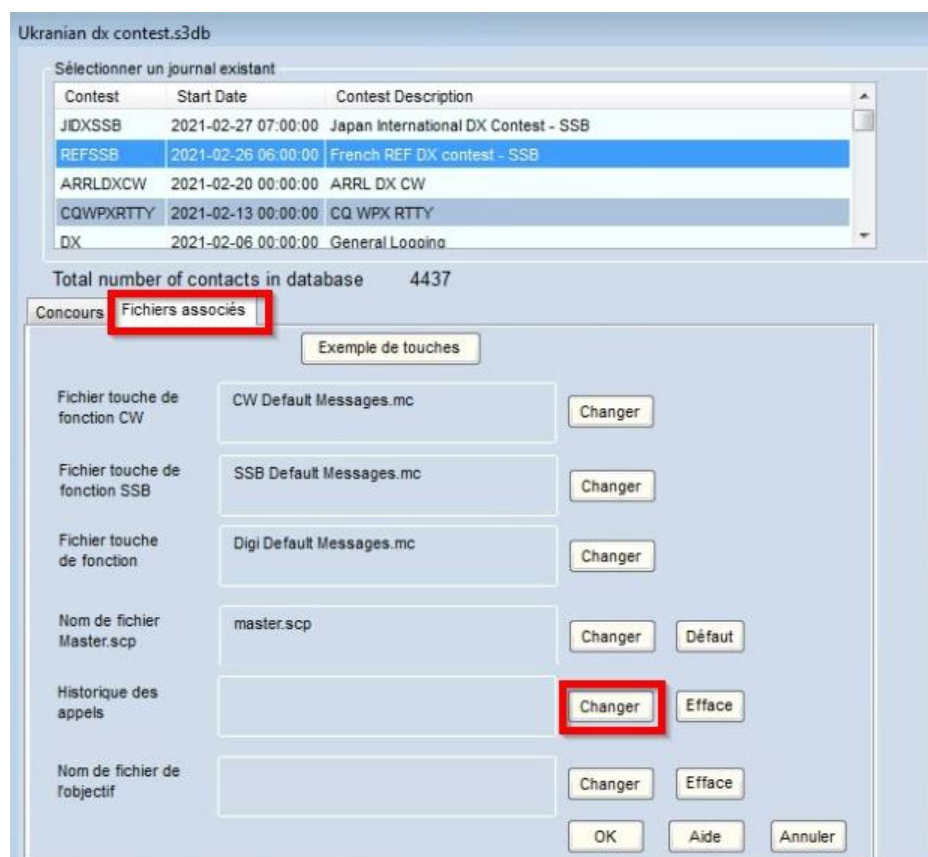 Ukranian dx contest.s3db
Sélectionner un journal existant
Contest Start Date Contest Description
JIDXSSB 2021-02-27 07:00:00 Japan International DX Contest - SSB
REFSSB 2021-02-26 06:00:00 French REF DX contest - SSB
ARRLDXCW 2021-02-20 00:00:00 ARRL DX CW
CQWPXRTTY 2021-02-13 00:00:00 CQ WPX RTTY
DX 2021-02-06 00:00:00 General Logging
Total number of contacts in database 4437
Concours Fichiers associés
Exemple de touches
Fichier touche de
fonction CW
CW Default Messages.mc
Changer
Fichier touche de
fonction SSB
SSB Default Messages.mc
Changer
Fichier touche
de fonction
Digi Default Messages.mc
Changer
Nom de fichier
Master.scp
master.scp
Changer Défaut
Historique des
appels
Changer Efface
Nom de fichier de
l'objectif
Changer Efface
OK Aide Annuler